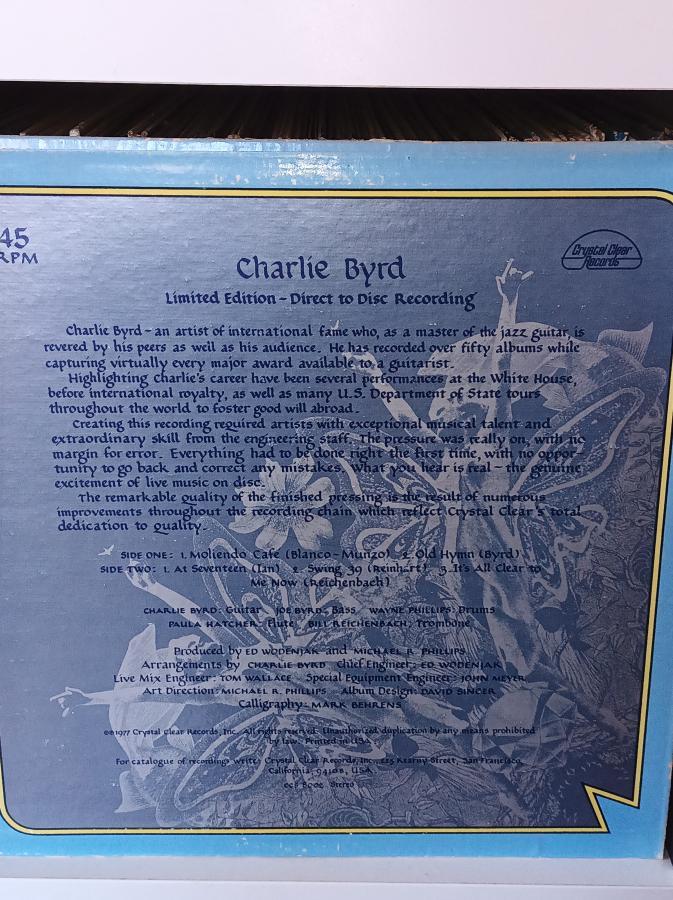 45
RPM
Crystal Clear
Records
Charlie Byrd
Limited Edition - Direct to Disc Recording
Charlie Byrd - an artist of international fame who, as a master of the jazz guitar, is
revered by his peers as well as his audience. He has recorded over fifty albums while
capturing virtually every major award available to a guitarist.
Highlighting charlie's career have been several performances at the White House,
before international royalty, as well as many U.S. Department of State tours
throughout the world to foster good will abroad.
Creating this recording required artists with exceptional musical talent and
extraordinary skill from the engineering staff. The pressure was really on, with no
margin for error. Everything had to be done right the first time, with no oppor-
tunity to go back and correct any mistakes. What you hear is real - the genuine
excitement of live music on disc.
The remarkable quality of the finished pressing is the result of numerous
improvements throughout the recording chain which reflect Crystal Clear's total
dedication to quality.
SIDE ONE: 1. Moliendo Cafe (Blanco-Munzo) 2. Old Hymn (Byrd)
SIDE TWO: 1. At Seventeen (Ian) 2. Swing 39 (Reinhart) 3. It's All Clear to
Me Now (Reichenbach)
CHARLIE BYRD: Guitar JOE BYRD: Bass WAYNE PHILLIPS: Drums
PAULA HATCHER: Flute BILL REICHENBACH: Trombone
Produced by ED WODENJAK and MICHAEL R. PHILLIPS
Arrangements by CHARLIE BYRD Chief Engineer: ED WODENJAK
Live Mix Engineer: TOM WALLACE Special Equipment Engineer: JOHN MEYER
Art Direction: MICHAEL R. PHILLIPS Album Design: DAVID SINGER
Calligraphy: MARK BEHRENS
©℗1977 Crystal Clear Records, Inc. All rights reserved. Unauthorized duplication by any means prohibited
by law. Printed in USA
For catalogue of recordings write: Crystal Clear Records, Inc., 225 Kearny Street, San Francisco,
California, 94108, USA
CCS 8002 Stereo